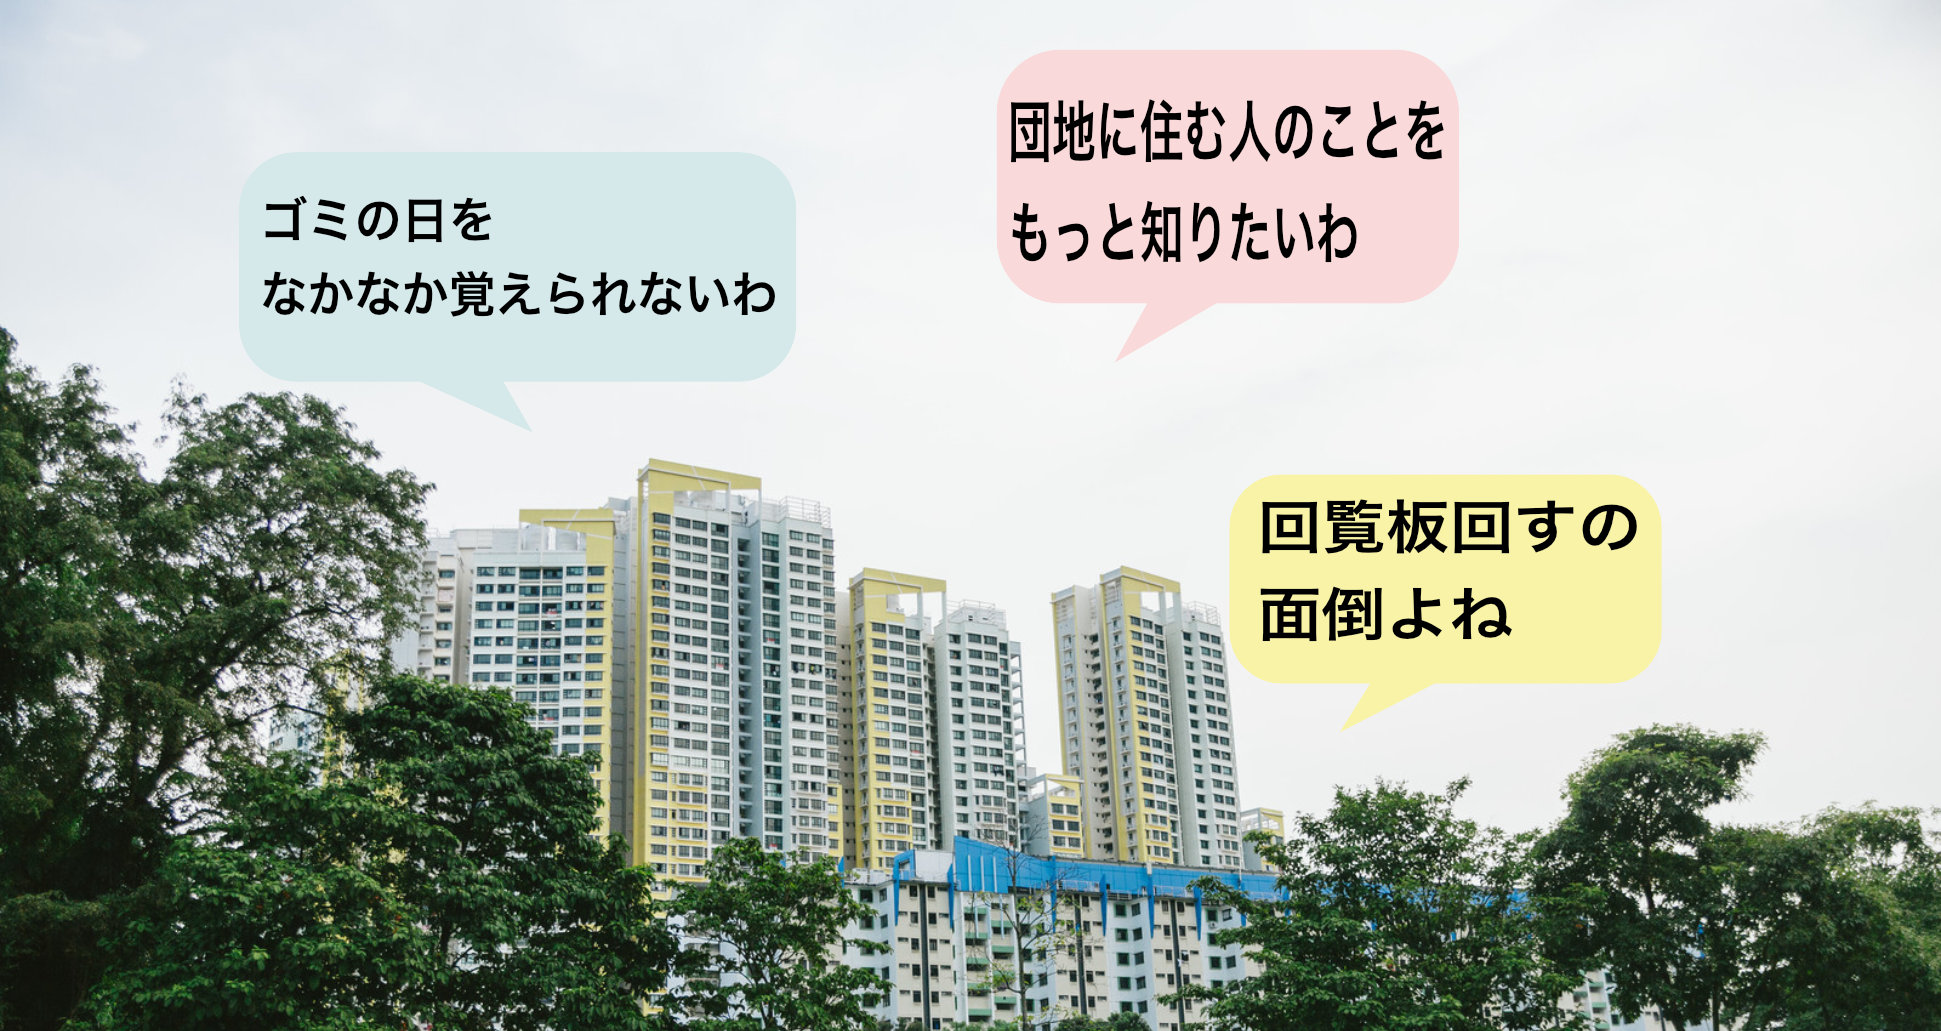 ゴミの日を
なかなか覚えられないわ
団地に住む人のことを
もっと知りたいわ
回覧板回すの
面倒よね